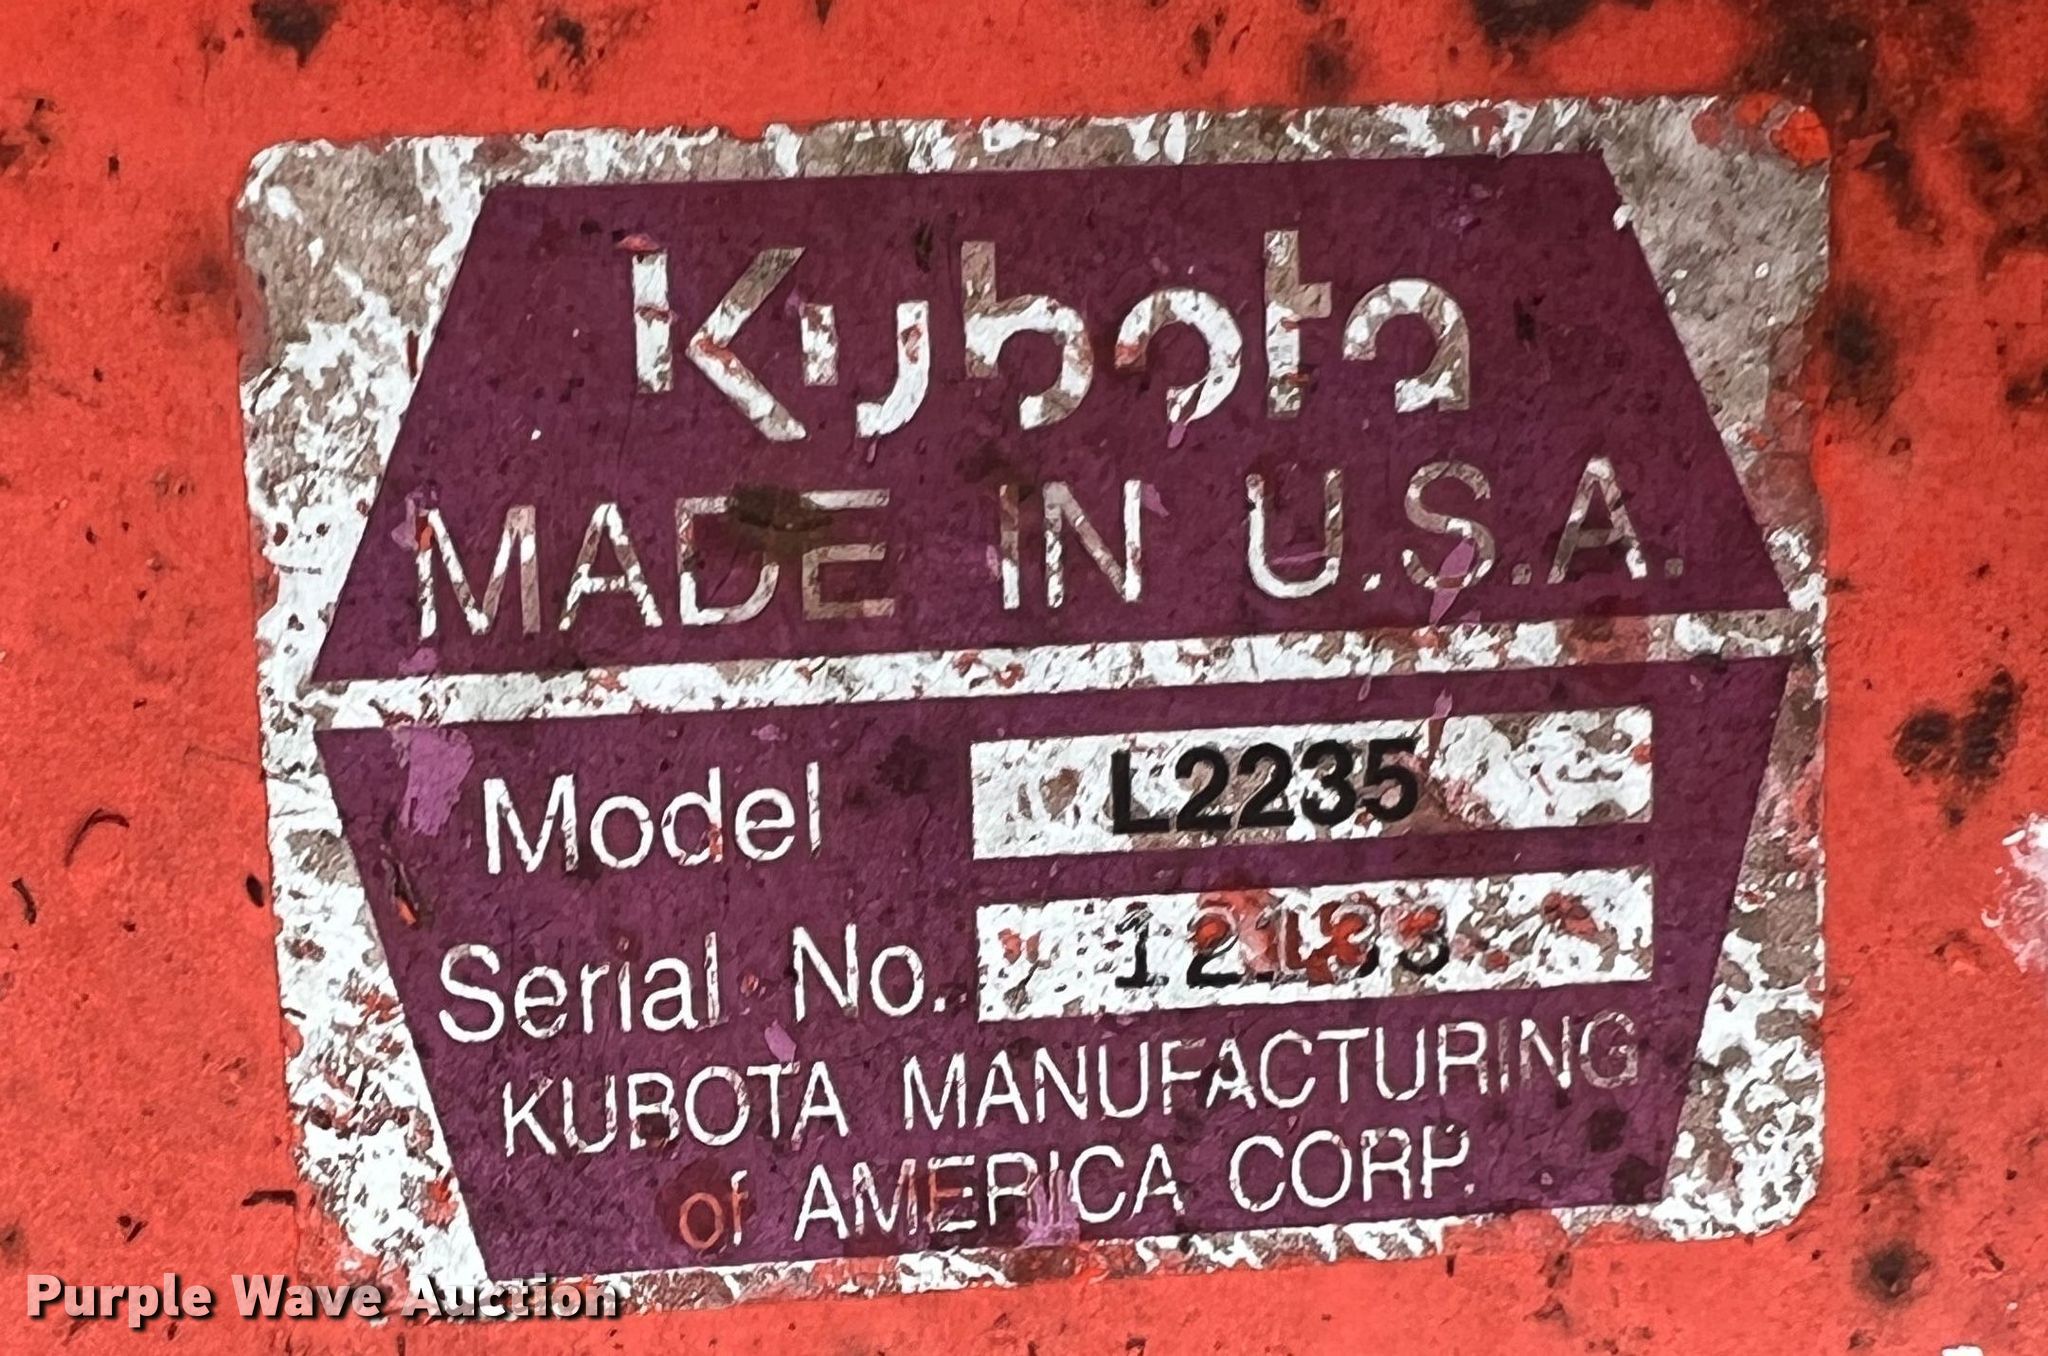 Kubota
MADE IN U.S.A.
Model L2235
Serial No.
KUBOTA MANUFACTURING
of AMERICA CORP.
Purple Wave Auction